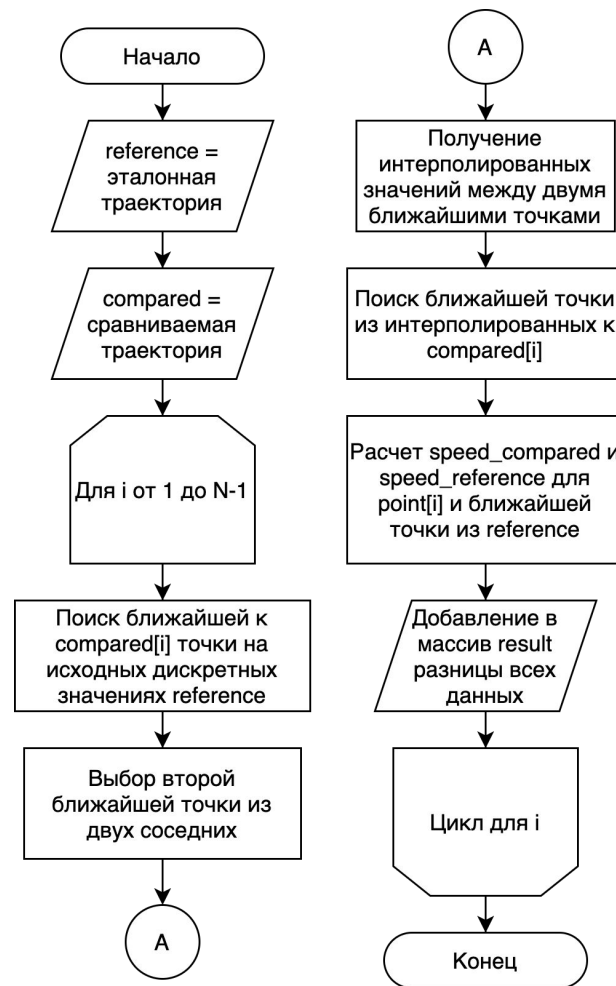 Начало
reference =
эталонная
траектория
compared =
сравниваемая
траектория
Для i от 1 до N-1
Поиск ближайшей к
compared[i] точки на
исходных дискретных
значениях reference
Выбор второй
ближайшей точки из
двух соседних
A
A
Получение
интерполированных
значений между двумя
ближайшими точками
Поиск ближайшей точки
из интерполированных к
compared[i]
Расчет speed_compared и
speed_reference для
point[i] и ближайшей
точки из reference
Добавление в
массив result
разницы всех
данных
Цикл для i
Конец